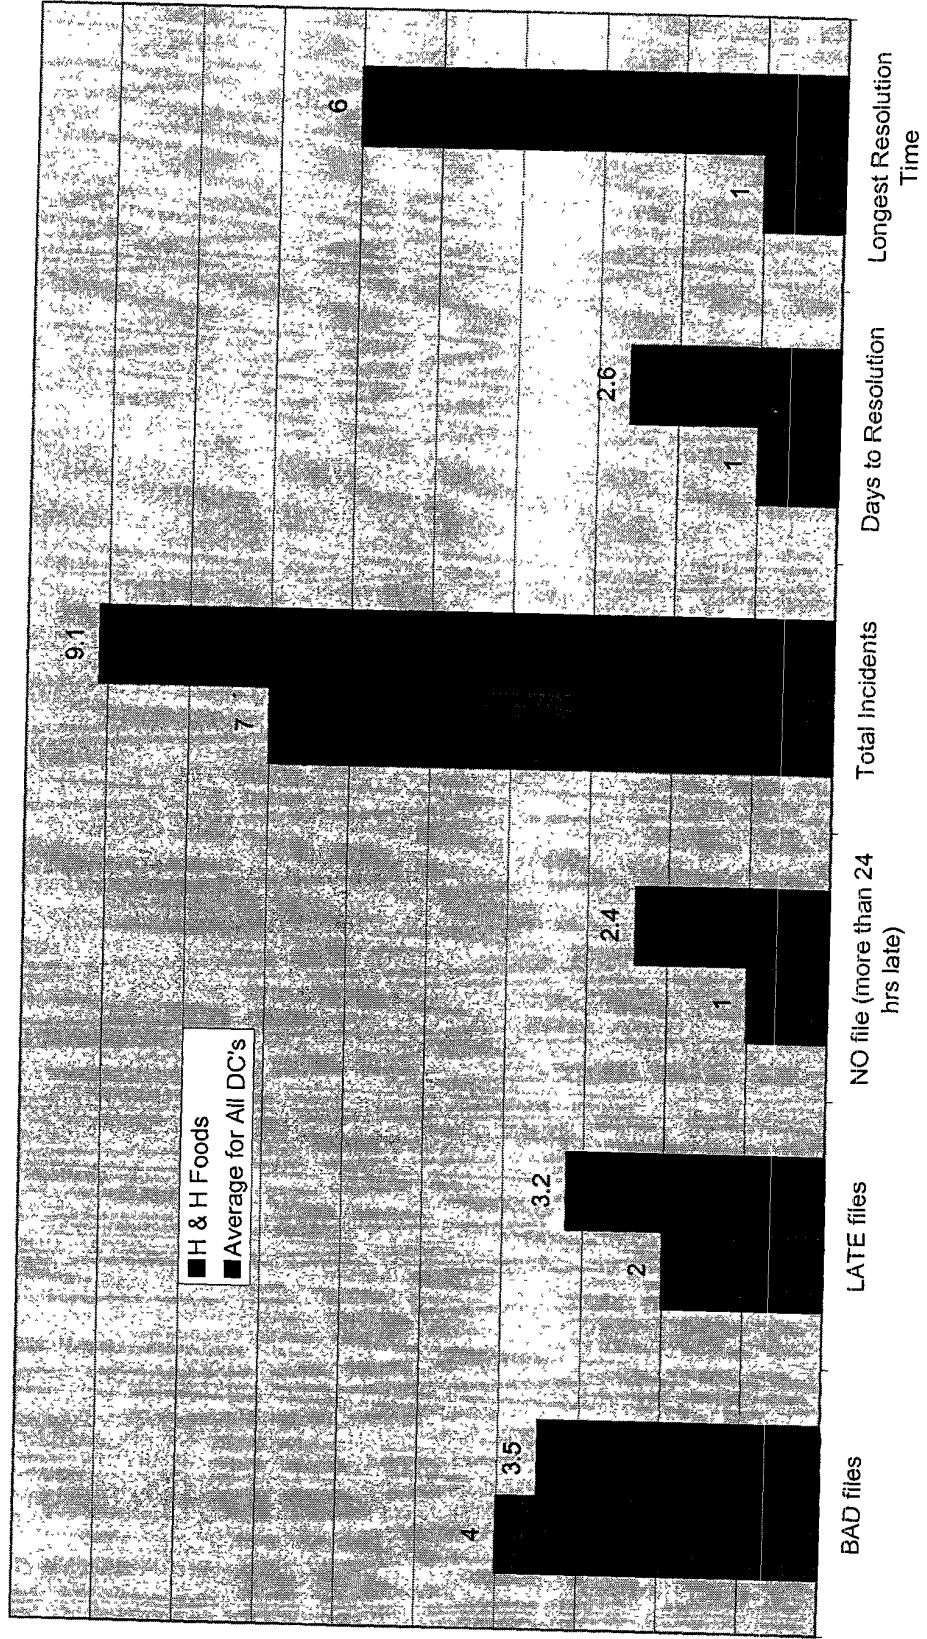 H & H Foods
Average for All DC's
4
3.5
2
3.2
1
2.4
7
9.1
1
2.6
1
6
BAD files
LATE files
NO file (more than 24
hrs late)
Total Incidents
Days to Resolution
Longest Resolution
Time